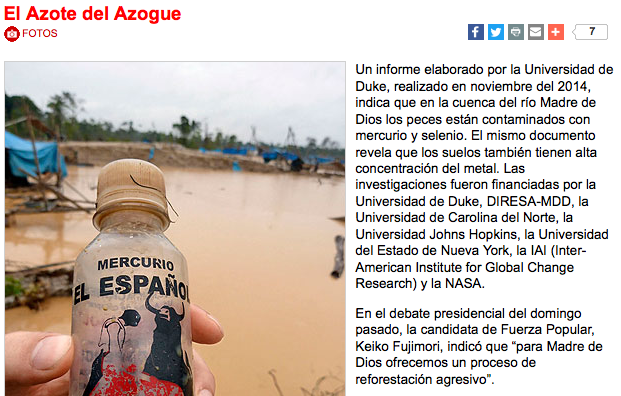 El Azote del Azogue
FOTOS
7
MERCURIO
EL ESPAÑOL
Un informe elaborado por la Universidad de
Duke, realizado en noviembre del 2014,
indica que en la cuenca del río Madre de
Dios los peces están contaminados con
mercurio y selenio. El mismo documento
revela que los suelos también tienen alta
concentración del metal. Las
investigaciones fueron financiadas por la
Universidad de Duke, DIRESA-MDD, la
Universidad de Carolina del Norte, la
Universidad Johns Hopkins, la Universidad
del Estado de Nueva York, la IAI (Inter-
American Institute for Global Change
Research) y la NASA.
En el debate presidencial del domingo
pasado, la candidata de Fuerza Popular,
Keiko Fujimori, indicó que “para Madre de
Dios ofrecemos un proceso de
reforestación agresivo”.